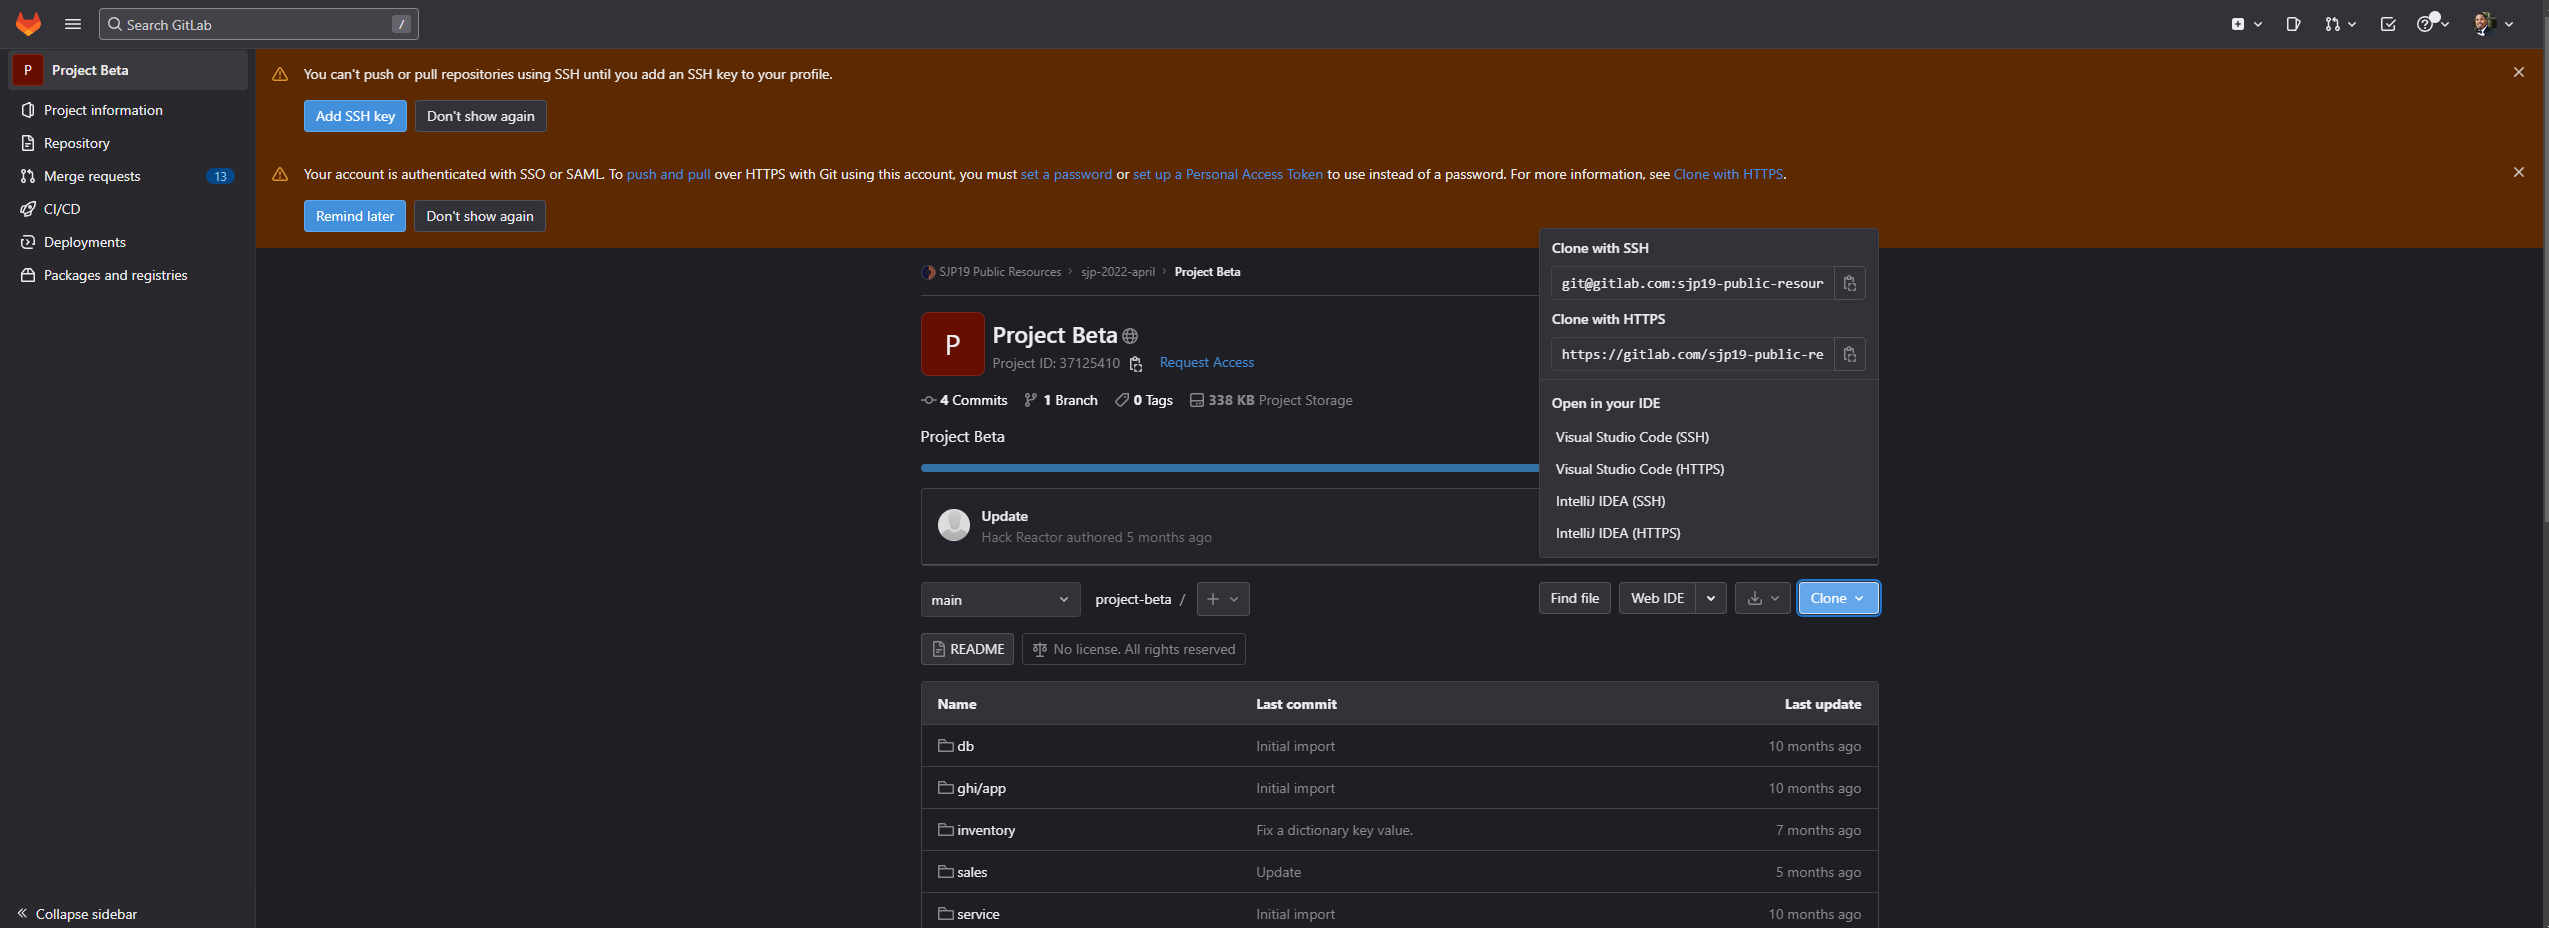 Search GitLab /
P Project Beta
Project information
Repository
Merge requests 13
CI/CD
Deployments
Packages and registries
Collapse sidebar
You can't push or pull repositories using SSH until you add an SSH key to your profile.
Add SSH key Don't show again
Your account is authenticated with SSO or SAML. To push and pull over HTTPS with Git using this account, you must set a password or set up a Personal Access Token to use instead of a password. For more information, see Clone with HTTPS.
Remind later Don't show again
SJP19 Public Resources › sjp-2022-april › Project Beta
P Project Beta
Project ID: 37125410 Request Access
4 Commits 1 Branch 0 Tags 338 KB Project Storage
Project Beta
Update
Hack Reactor authored 5 months ago
Clone with SSH
git@gitlab.com:sjp19-public-resour
Clone with HTTPS
https://gitlab.com/sjp19-public-re
Open in your IDE
Visual Studio Code (SSH)
Visual Studio Code (HTTPS)
IntelliJ IDEA (SSH)
IntelliJ IDEA (HTTPS)
main project-beta / + Find file Web IDE Clone
README No license. All rights reserved
Name Last commit Last update
db Initial import 10 months ago
ghi/app Initial import 10 months ago
inventory Fix a dictionary key value. 7 months ago
sales Update 5 months ago
service Initial import 10 months ago